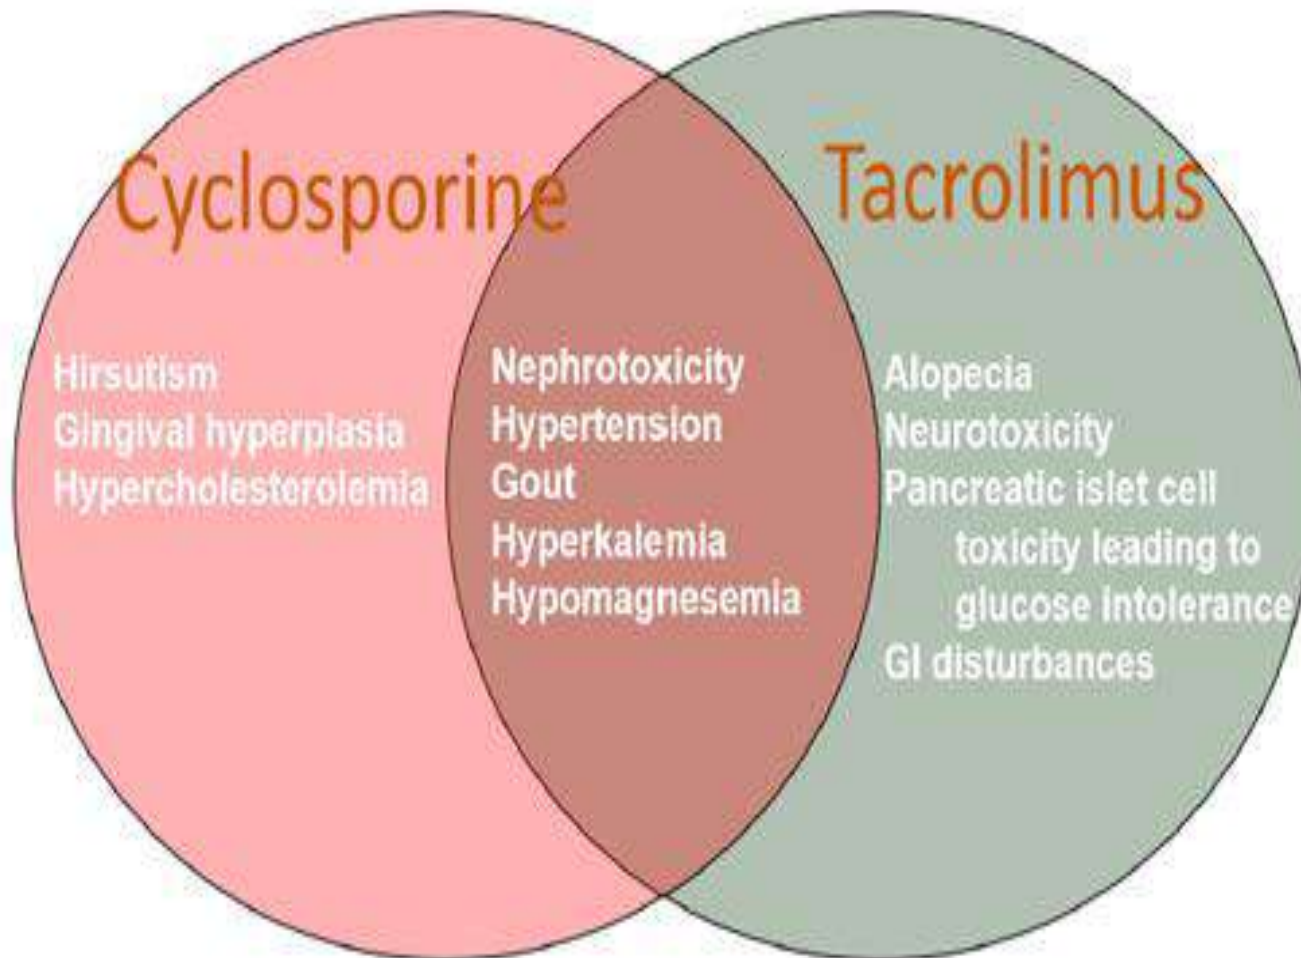 Cyclosporine
Hirsutism
Gingival hyperplasia
Hypercholesterolemia
Nephrotoxicity
Hypertension
Gout
Hyperkalemia
Hypomagnesemia
Tacrolimus
Alopecia
Neurotoxicity
Pancreatic islet cell
toxicity leading to
glucose intolerance
GI disturbances